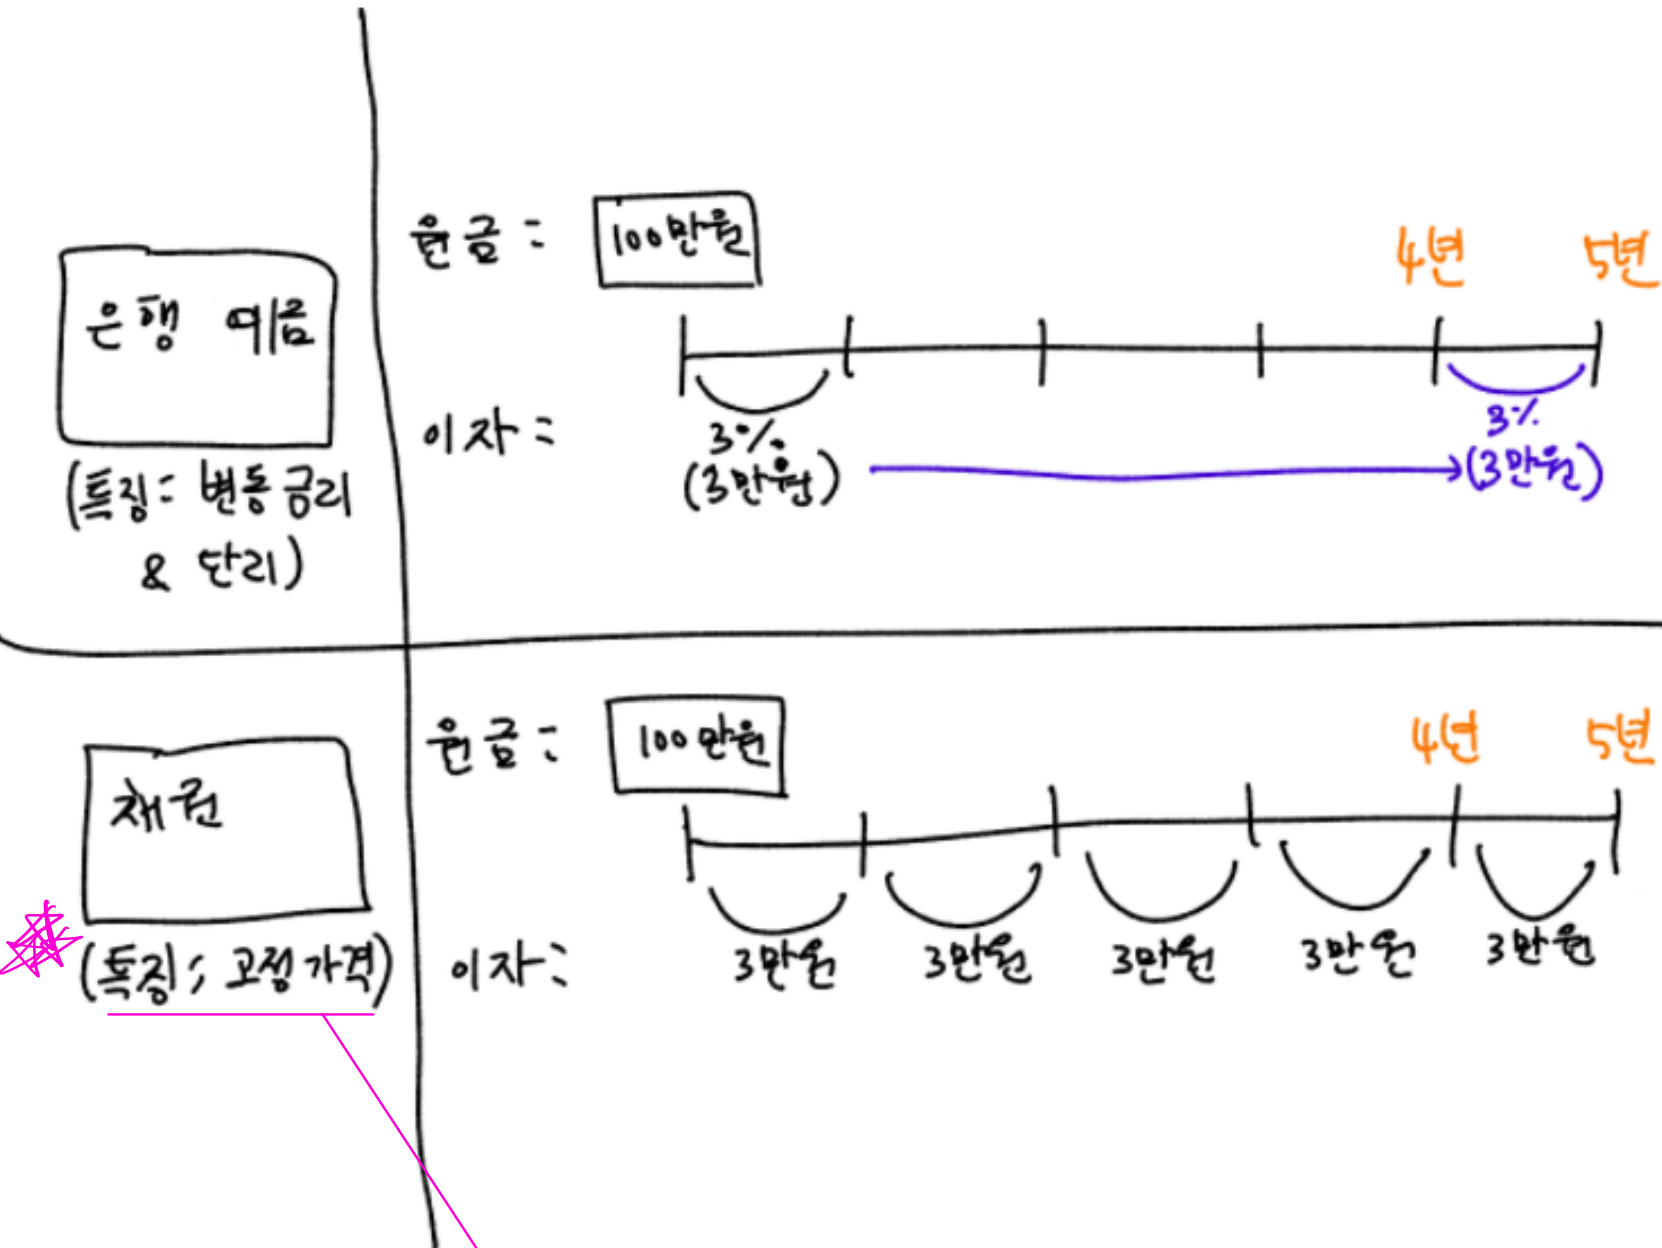 원금 : 100만원
4년 5년
은행 예금
이자 : 3% 3%
(3만원) (3만원)
(특징 : 변동금리
& 단리)
원금 : 100만원
4년 5년
채권
(특징 ; 고정가격)
이자 : 3만원 3만원 3만원 3만원 3만원